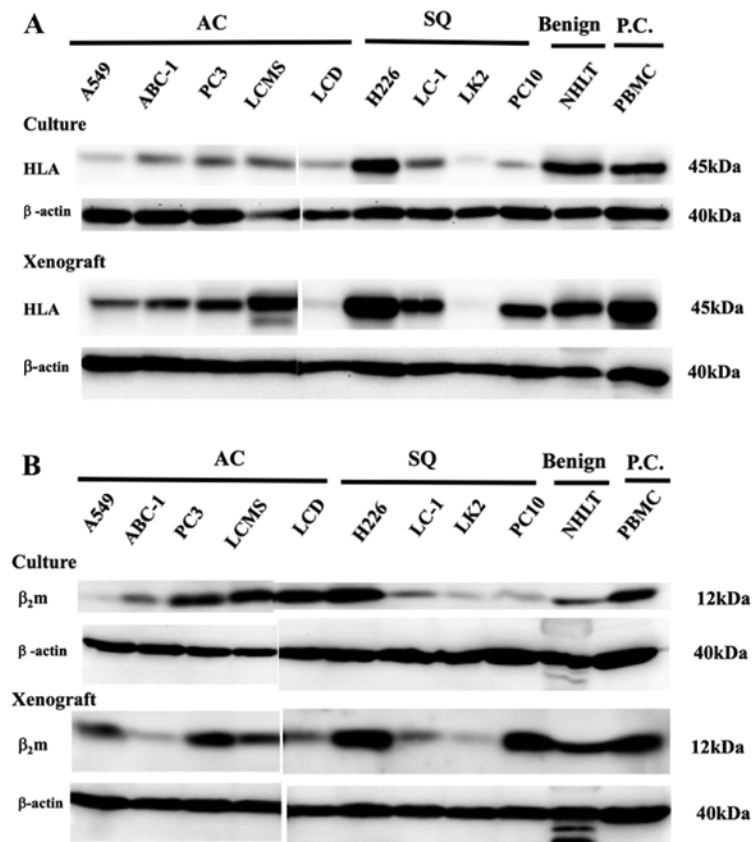 A
AC SQ Benign P.C.
A549 ABC-1 PC3 LCMS LCD H226 LC-1 LK2 PC10 NHLT PBMC
Culture
HLA 45kDa
β -actin 40kDa
Xenograft
HLA 45kDa
β-actin 40kDa
B
AC SQ Benign P.C.
A549 ABC-1 PC3 LCMS LCD H226 LC-1 LK2 PC10 NHLT PBMC
Culture
β₂m 12kDa
β -actin 40kDa
Xenograft
β₂m 12kDa
β-actin 40kDa